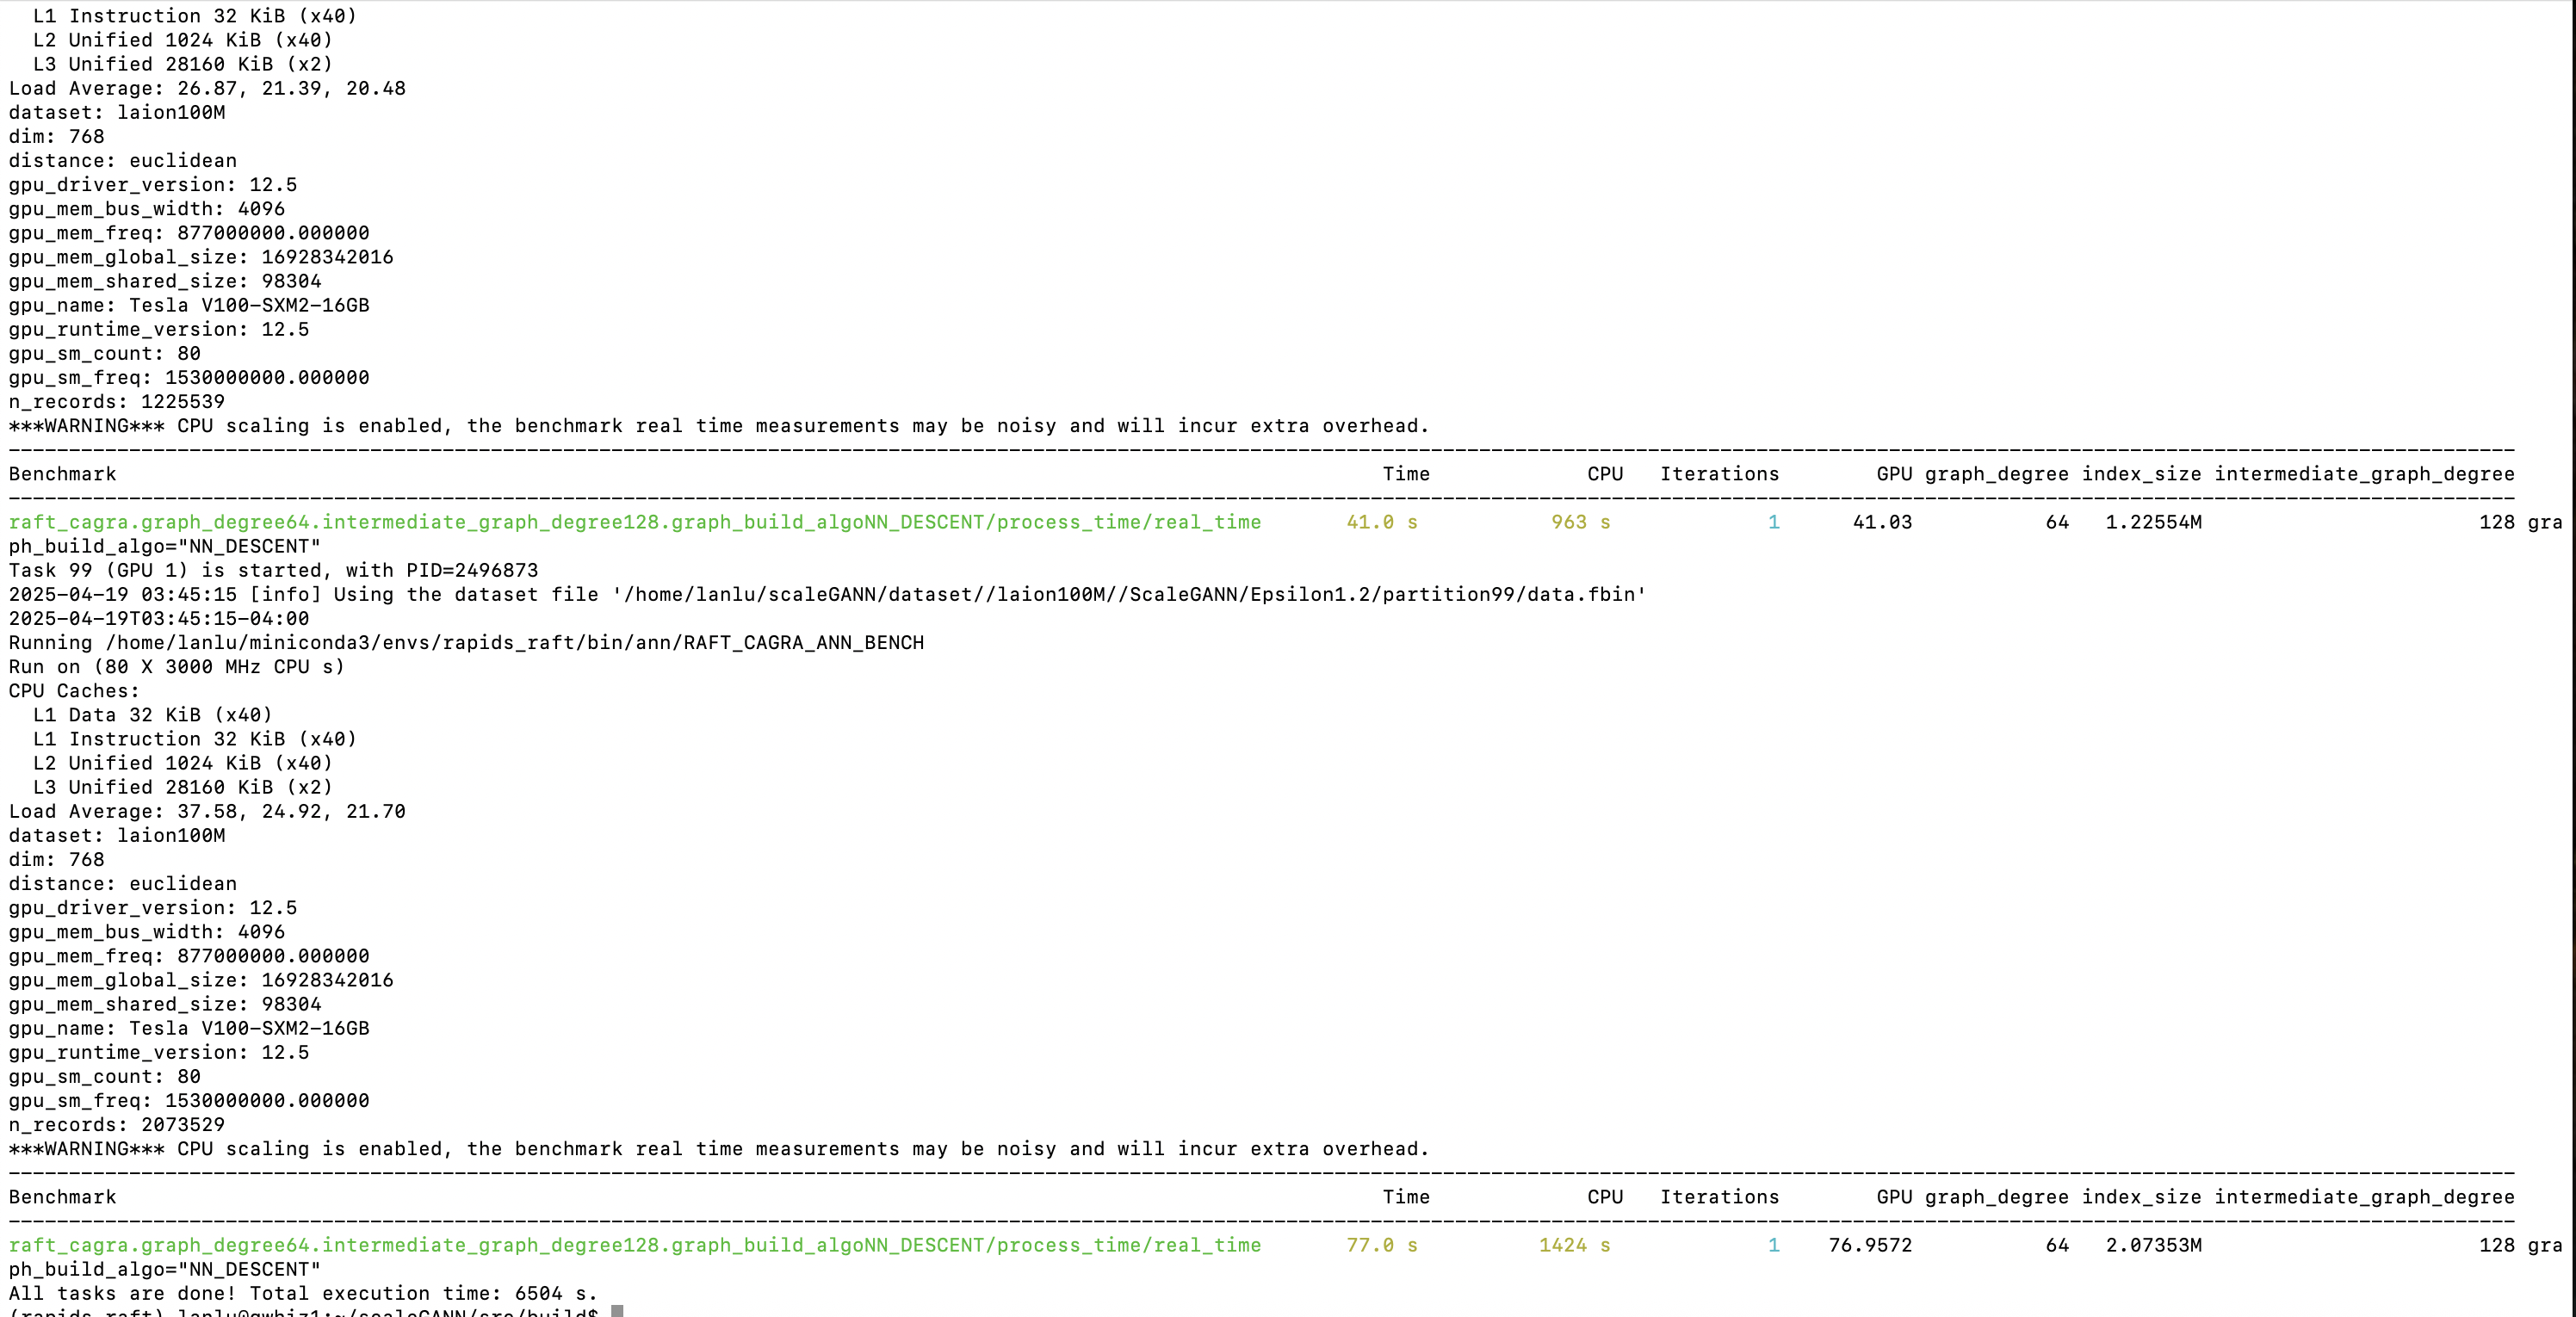 L1 Instruction 32 KiB (x40)
  L2 Unified 1024 KiB (x40)
  L3 Unified 28160 KiB (x2)
Load Average: 26.87, 21.39, 20.48
dataset: laion100M
dim: 768
distance: euclidean
gpu_driver_version: 12.5
gpu_mem_bus_width: 4096
gpu_mem_freq: 877000000.000000
gpu_mem_global_size: 16928342016
gpu_mem_shared_size: 98304
gpu_name: Tesla V100-SXM2-16GB
gpu_runtime_version: 12.5
gpu_sm_count: 80
gpu_sm_freq: 1530000000.000000
n_records: 1225539
***WARNING*** CPU scaling is enabled, the benchmark real time measurements may be noisy and will incur extra overhead.
Benchmark Time CPU Iterations GPU graph_degree index_size intermediate_graph_degree
raft_cagra.graph_degree64.intermediate_graph_degree128.graph_build_algoNN_DESCENT/process_time/real_time 41.0 s 963 s 1 41.03 64 1.22554M 128 gra
ph_build_algo="NN_DESCENT"
Task 99 (GPU 1) is started, with PID=2496873
2025-04-19 03:45:15 [info] Using the dataset file '/home/lanlu/scaleGANN/dataset//laion100M//ScaleGANN/Epsilon1.2/partition99/data.fbin'
2025-04-19T03:45:15-04:00
Running /home/lanlu/miniconda3/envs/rapids_raft/bin/ann/RAFT_CAGRA_ANN_BENCH
Run on (80 X 3000 MHz CPU s)
CPU Caches:
  L1 Data 32 KiB (x40)
  L1 Instruction 32 KiB (x40)
  L2 Unified 1024 KiB (x40)
  L3 Unified 28160 KiB (x2)
Load Average: 37.58, 24.92, 21.70
dataset: laion100M
dim: 768
distance: euclidean
gpu_driver_version: 12.5
gpu_mem_bus_width: 4096
gpu_mem_freq: 877000000.000000
gpu_mem_global_size: 16928342016
gpu_mem_shared_size: 98304
gpu_name: Tesla V100-SXM2-16GB
gpu_runtime_version: 12.5
gpu_sm_count: 80
gpu_sm_freq: 1530000000.000000
n_records: 2073529
***WARNING*** CPU scaling is enabled, the benchmark real time measurements may be noisy and will incur extra overhead.
Benchmark Time CPU Iterations GPU graph_degree index_size intermediate_graph_degree
raft_cagra.graph_degree64.intermediate_graph_degree128.graph_build_algoNN_DESCENT/process_time/real_time 77.0 s 1424 s 1 76.9572 64 2.07353M 128 gra
ph_build_algo="NN_DESCENT"
All tasks are done! Total execution time: 6504 s.
(rapids_raft) lanlu@gwbiz1:~/scaleGANN/src/build$